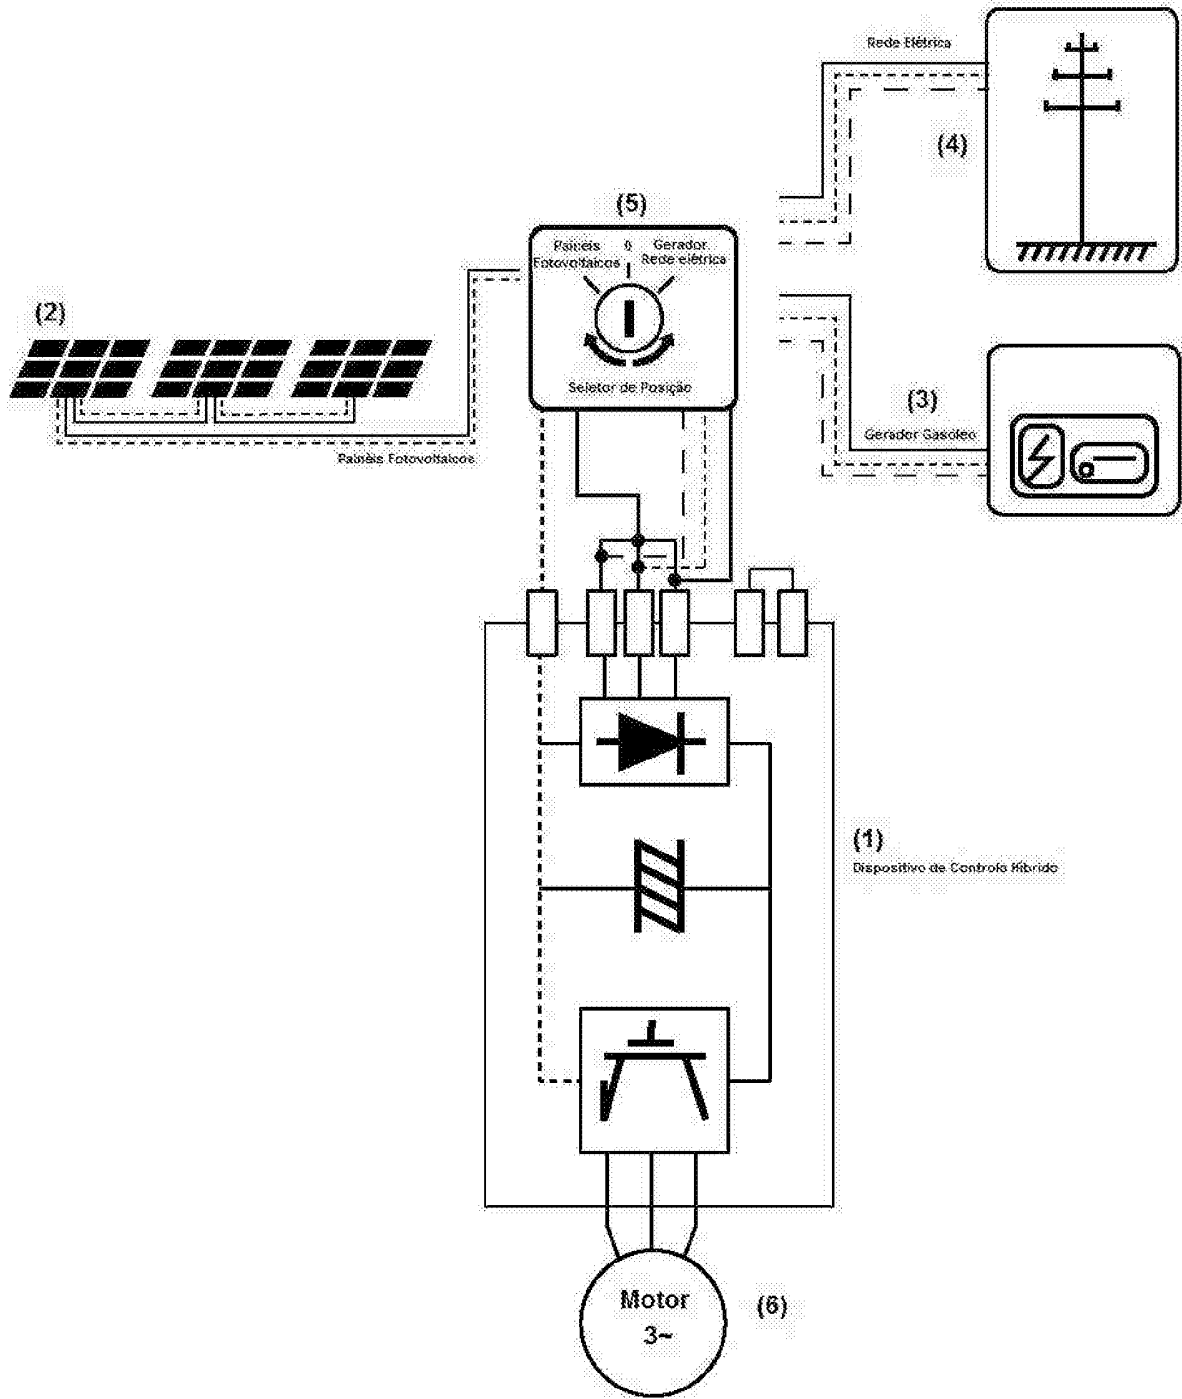 Rede Elétrica
(4)
(5)
Painéis 0 Gerador
Fotovoltaicos Rede elétrica
Seletor de Posição
(2)
Painéis Fotovoltaicos
(3)
Gerador Gasóleo
(1)
Dispositivo de Controlo Híbrido
Motor
3~
(6)